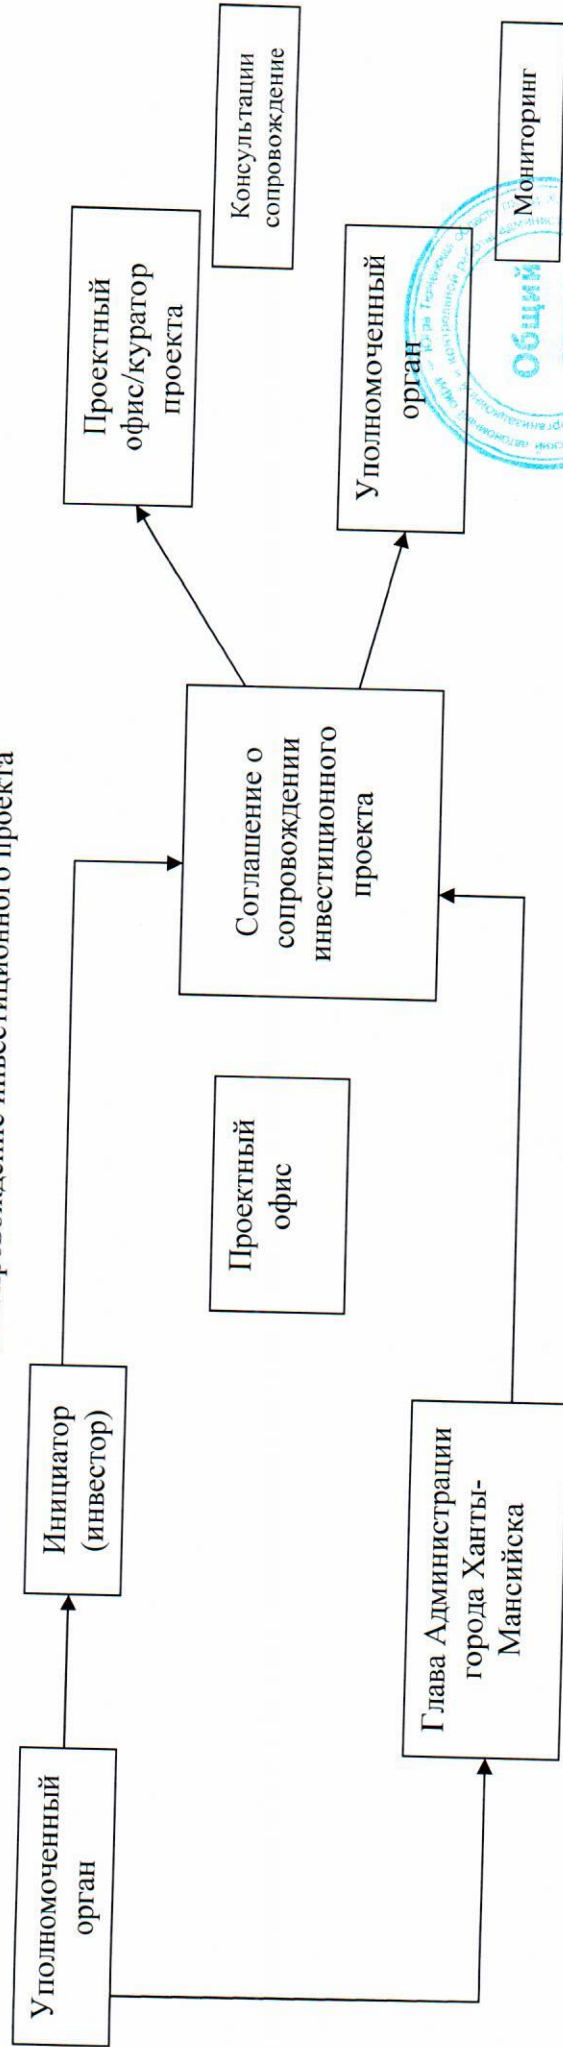 инвестиционного проекта
Уполномоченный
орган
Инициатор
(инвестор)
Глава Администрации
города Ханты-
Мансийска
Проектный
офис
Соглашение о
сопровождении
инвестиционного
проекта
Проектный
офис/куратор
проекта
Консультации
сопровождение
Уполномоченный
орган
Мониторинг
Общий